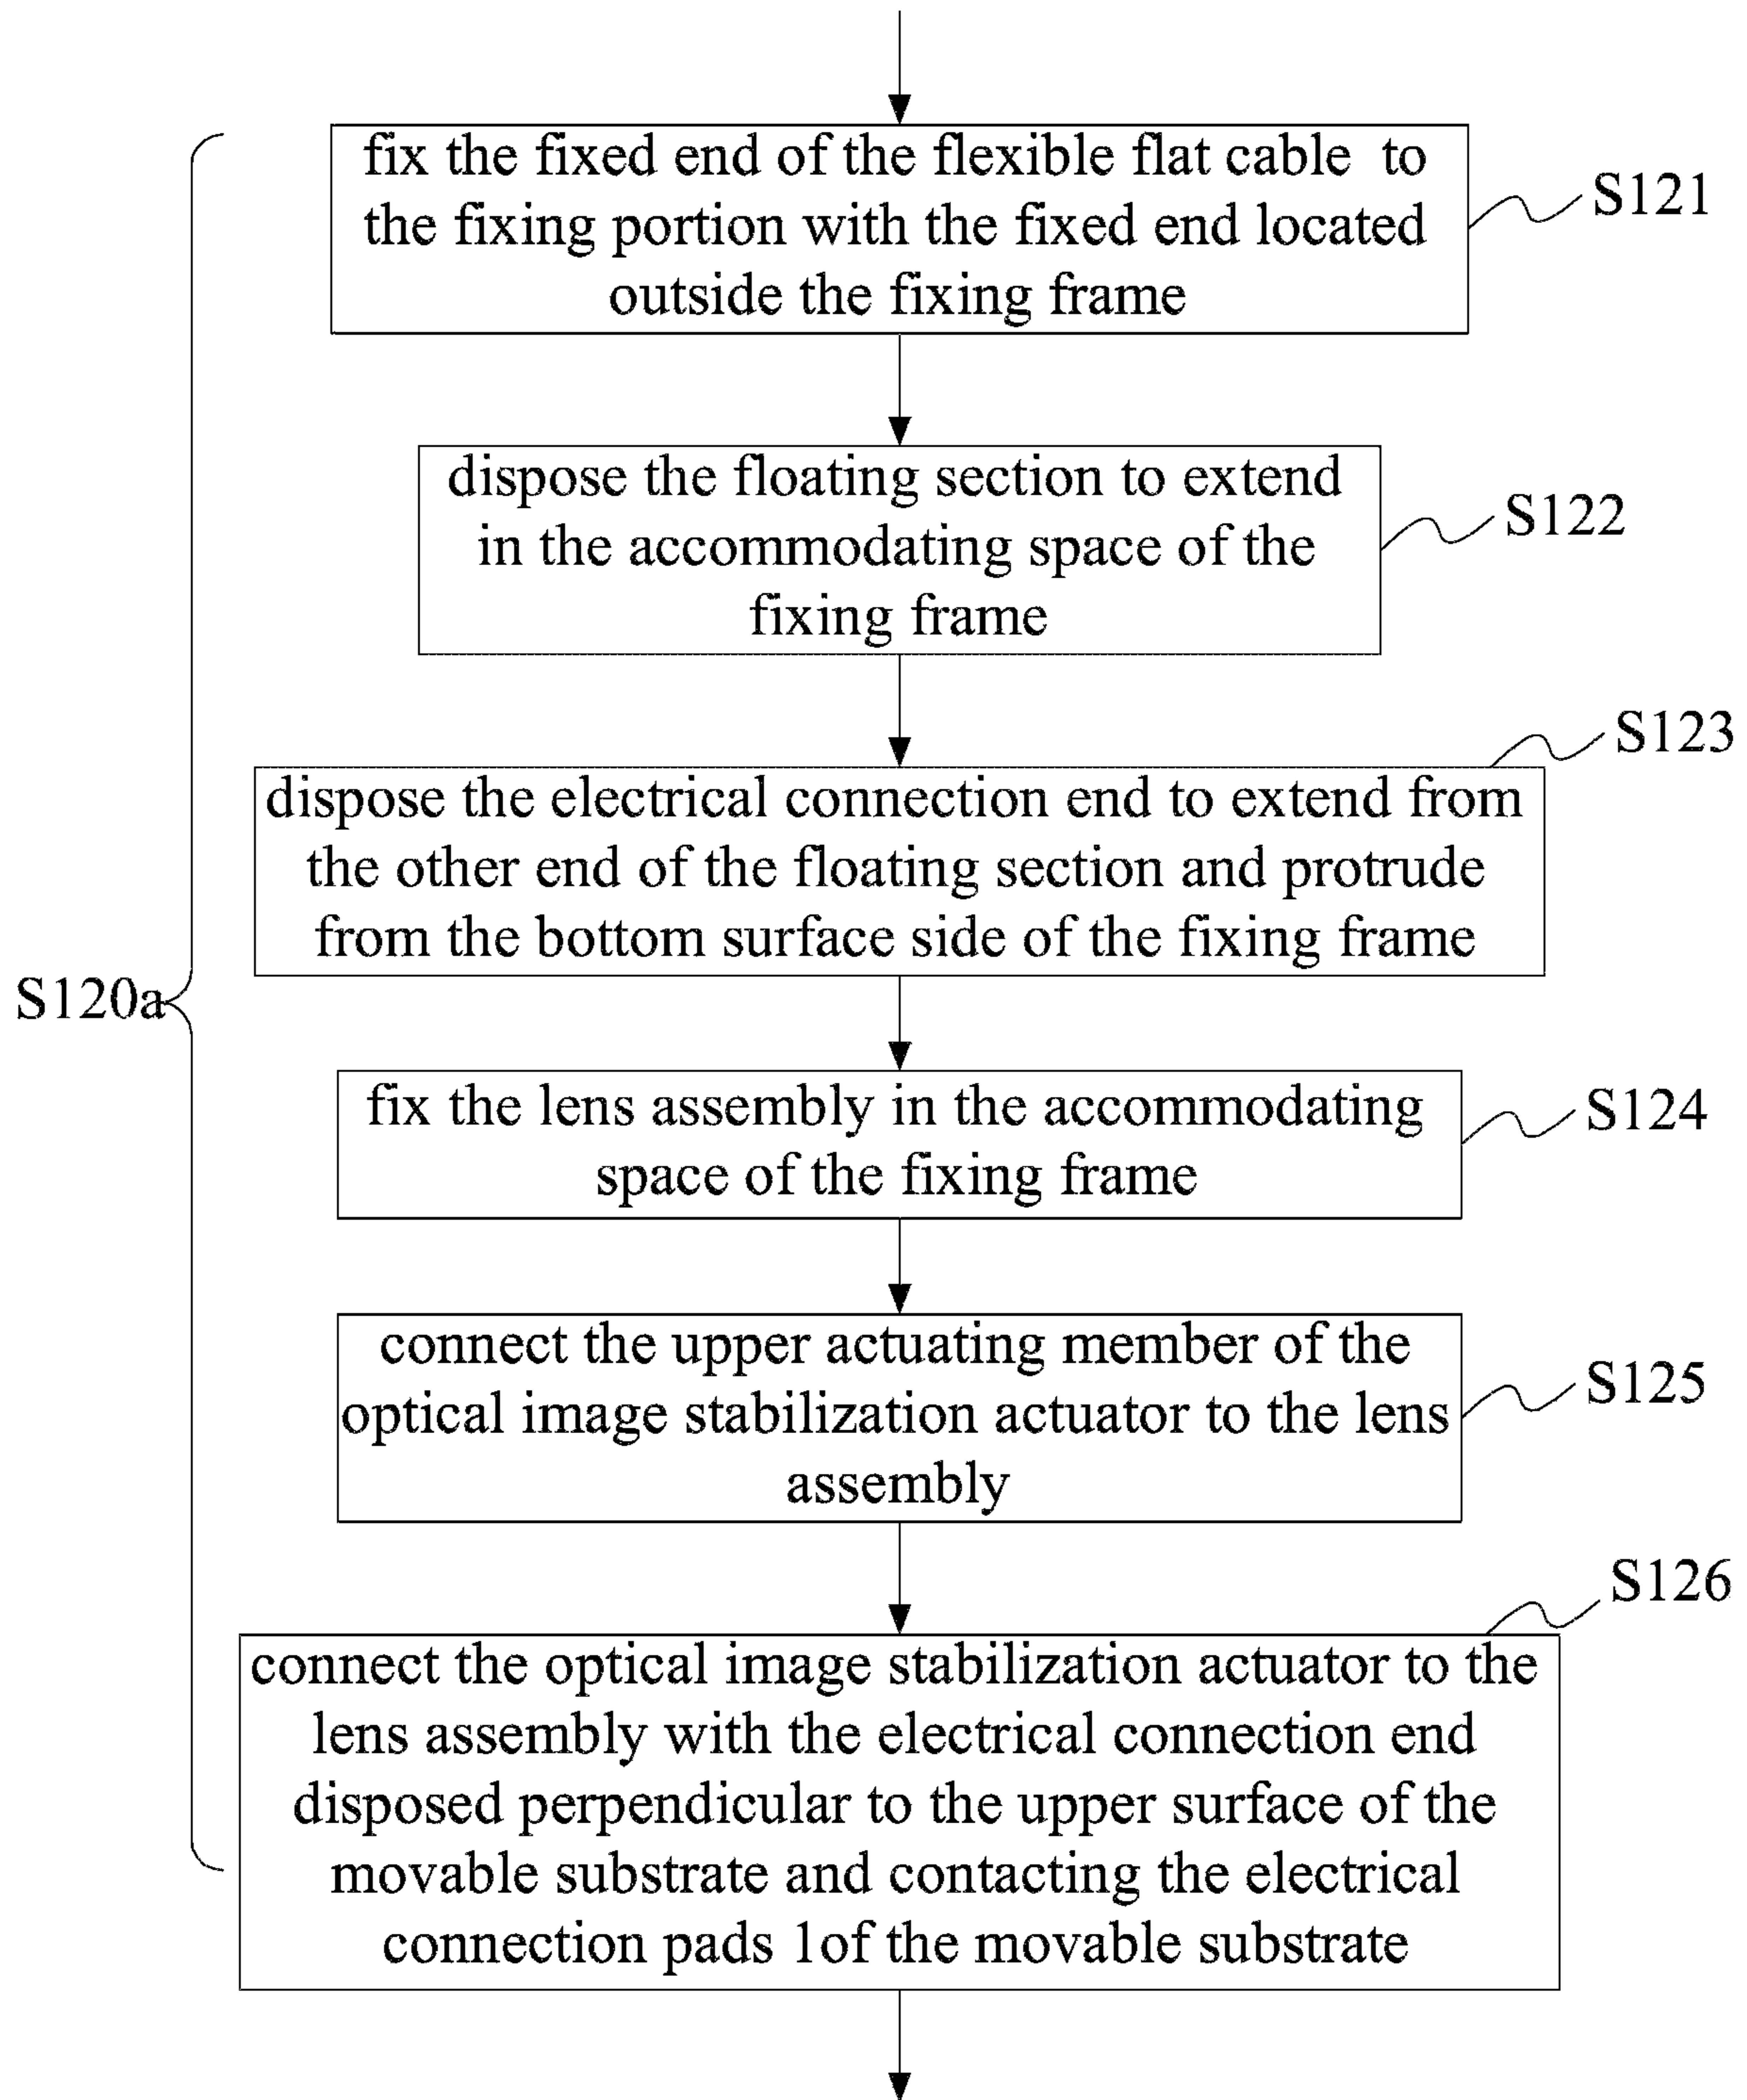 fix the fixed end of the flexible flat cable to
the fixing portion with the fixed end located
outside the fixing frame
S121
dispose the floating section to extend
in the accommodating space of the
fixing frame
S122
S123
dispose the electrical connection end to extend from
the other end of the floating section and protrude
from the bottom surface side of the fixing frame
S120a
fix the lens assembly in the accommodating
space of the fixing frame
S124
connect the upper actuating member of the
optical image stabilization actuator to the lens
assembly
S125
S126
connect the optical image stabilization actuator to the
lens assembly with the electrical connection end
disposed perpendicular to the upper surface of the
movable substrate and contacting the electrical
connection pads 1of the movable substrate